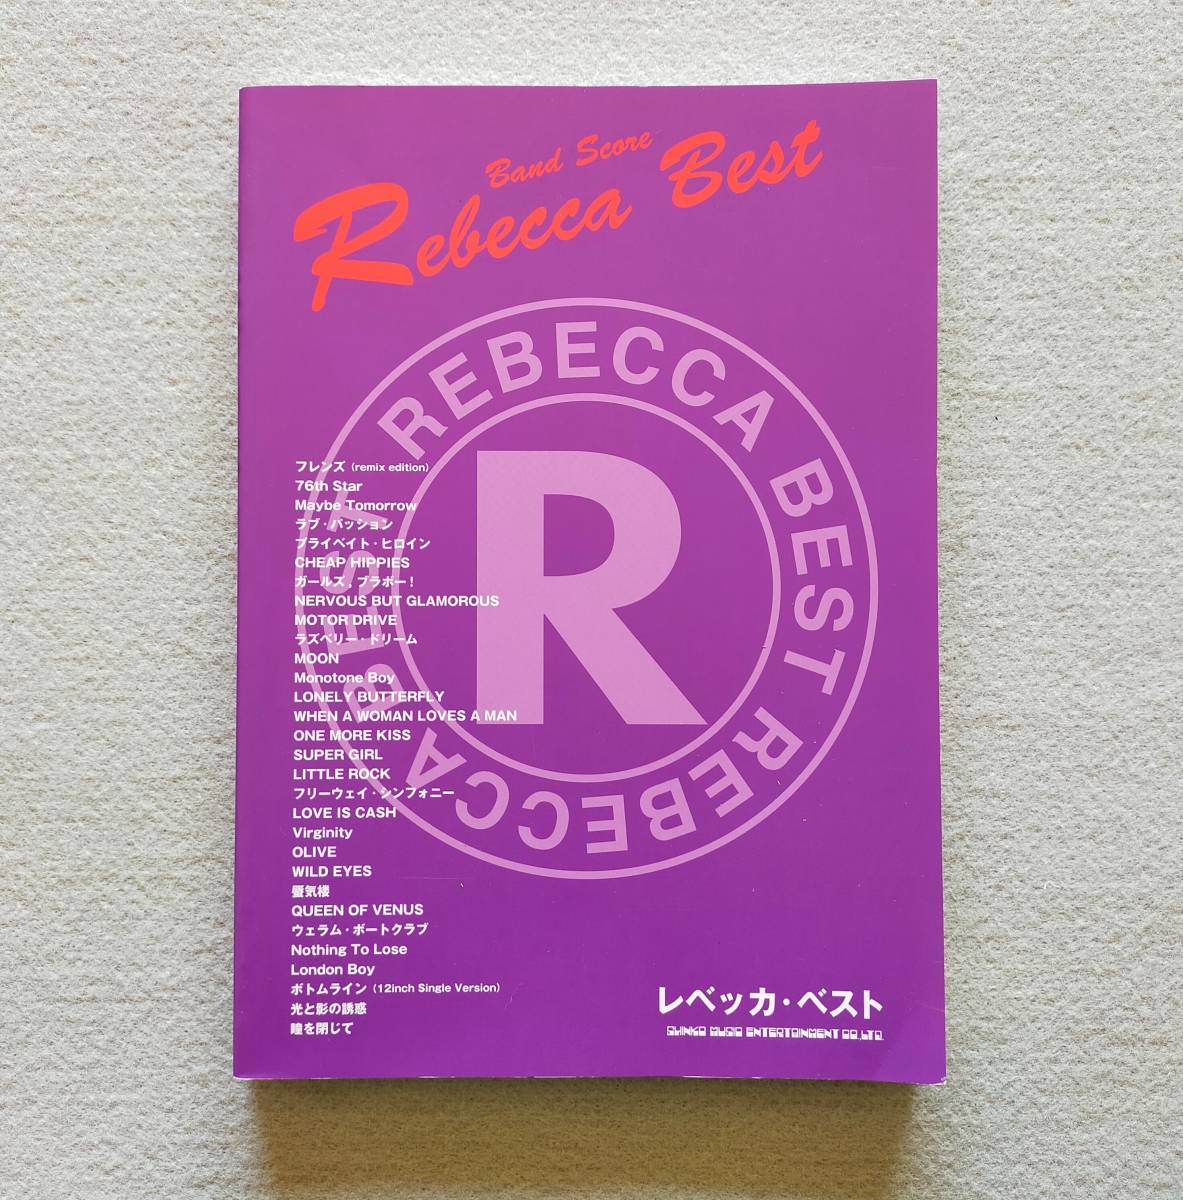 Band Score
Rebecca Best
REBECCA BEST REBECCA BEST
R
フレンズ (remix edition)
76th Star
Maybe Tomorrow
ラブ・パッション
プライベイト・ヒロイン
CHEAP HIPPIES
ガールズ,ブラボー!
NERVOUS BUT GLAMOROUS
MOTOR DRIVE
ラズベリー・ドリーム
MOON
Monotone Boy
LONELY BUTTERFLY
WHEN A WOMAN LOVES A MAN
ONE MORE KISS
SUPER GIRL
LITTLE ROCK
フリーウェイ・シンフォニー
LOVE IS CASH
Virginity
OLIVE
WILD EYES
蜃気楼
QUEEN OF VENUS
ヴェラム・ボートクラブ
Nothing To Lose
London Boy
ボトムライン (12inch Single Version)
光と影の誘惑
瞳を閉じて
レベッカ・ベスト
SHINKO MUSIC ENTERTAINMENT CO.,LTD.